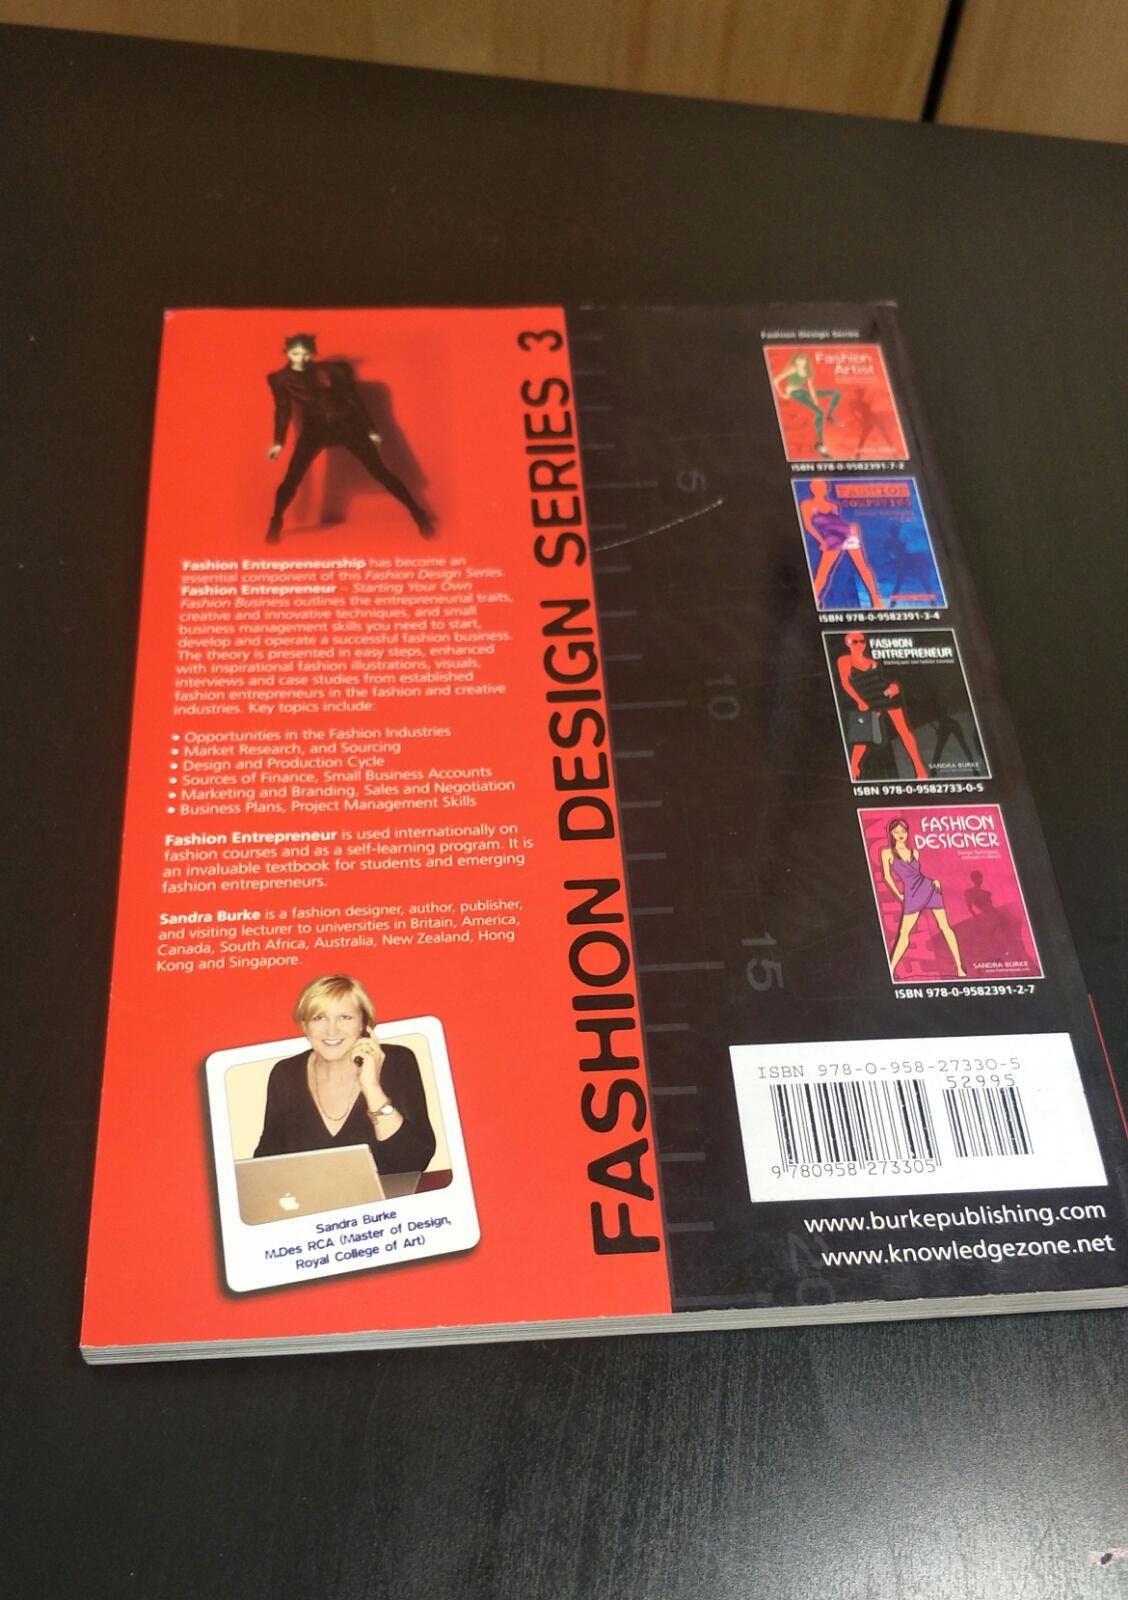 Fashion Entrepreneurship has become an
essential component of this Fashion Design Series.
Fashion Entrepreneur – Starting Your Own
Fashion Business outlines the entrepreneurial traits,
creative and innovative techniques, and small
business management skills you need to start,
develop and operate a successful fashion business.
The theory is presented in easy steps, enhanced
with inspirational fashion illustrations, visuals,
interviews and case studies from established
fashion entrepreneurs in the fashion and creative
industries. Key topics include:
• Opportunities in the Fashion Industries
• Market Research, and Sourcing
• Design and Production Cycle
• Sources of Finance, Small Business Accounts
• Marketing and Branding, Sales and Negotiation
• Business Plans, Project Management Skills
Fashion Entrepreneur is used internationally on
fashion courses and as a self-learning program. It is
an invaluable textbook for students and emerging
fashion entrepreneurs.
Sandra Burke is a fashion designer, author, publisher,
and visiting lecturer to universities in Britain, America,
Canada, South Africa, Australia, New Zealand, Hong
Kong and Singapore.
Sandra Burke
M.Des RCA (Master of Design,
Royal College of Art)
FASHION DESIGN SERIES 3
5
10
15
20
Fashion Design Series
Fashion
Artist
ISBN 978-0-9582391-7-2
FASHION
COMPUTING
ISBN 978-0-9582391-3-4
FASHION
ENTREPRENEUR
SANDRA BURKE
ISBN 978-0-9582733-0-5
FASHION
DESIGNER
SANDRA BURKE
ISBN 978-0-9582391-2-7
ISBN 978-0-958-27330-5
52995
9 780958 273305
www.burkepublishing.com
www.knowledgezone.net